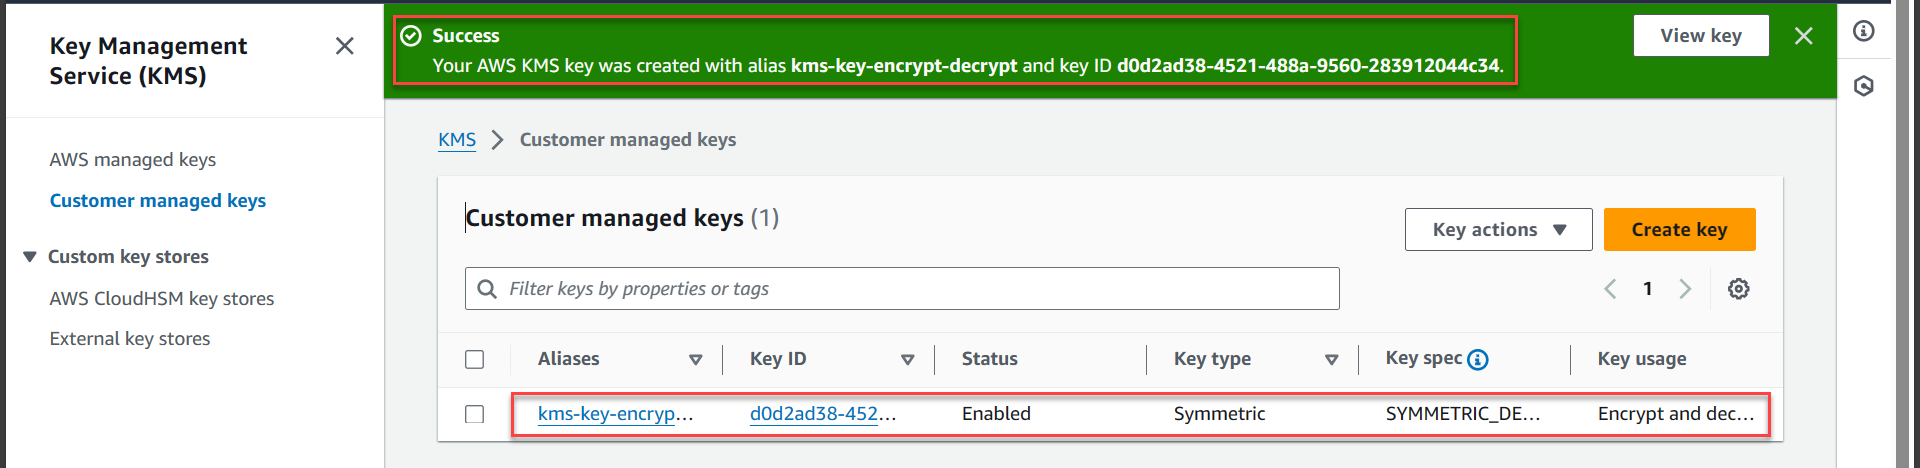 Key Management
Service (KMS)
AWS managed keys
Customer managed keys
Custom key stores
AWS CloudHSM key stores
External key stores
Success
Your AWS KMS key was created with alias kms-key-encrypt-decrypt and key ID d0d2ad38-4521-488a-9560-283912044c34.
View key
KMS > Customer managed keys
Customer managed keys (1)
Key actions
Create key
Filter keys by properties or tags
1
Aliases Key ID Status Key type Key spec Key usage
kms-key-encryp... d0d2ad38-452... Enabled Symmetric SYMMETRIC_DE... Encrypt and dec...